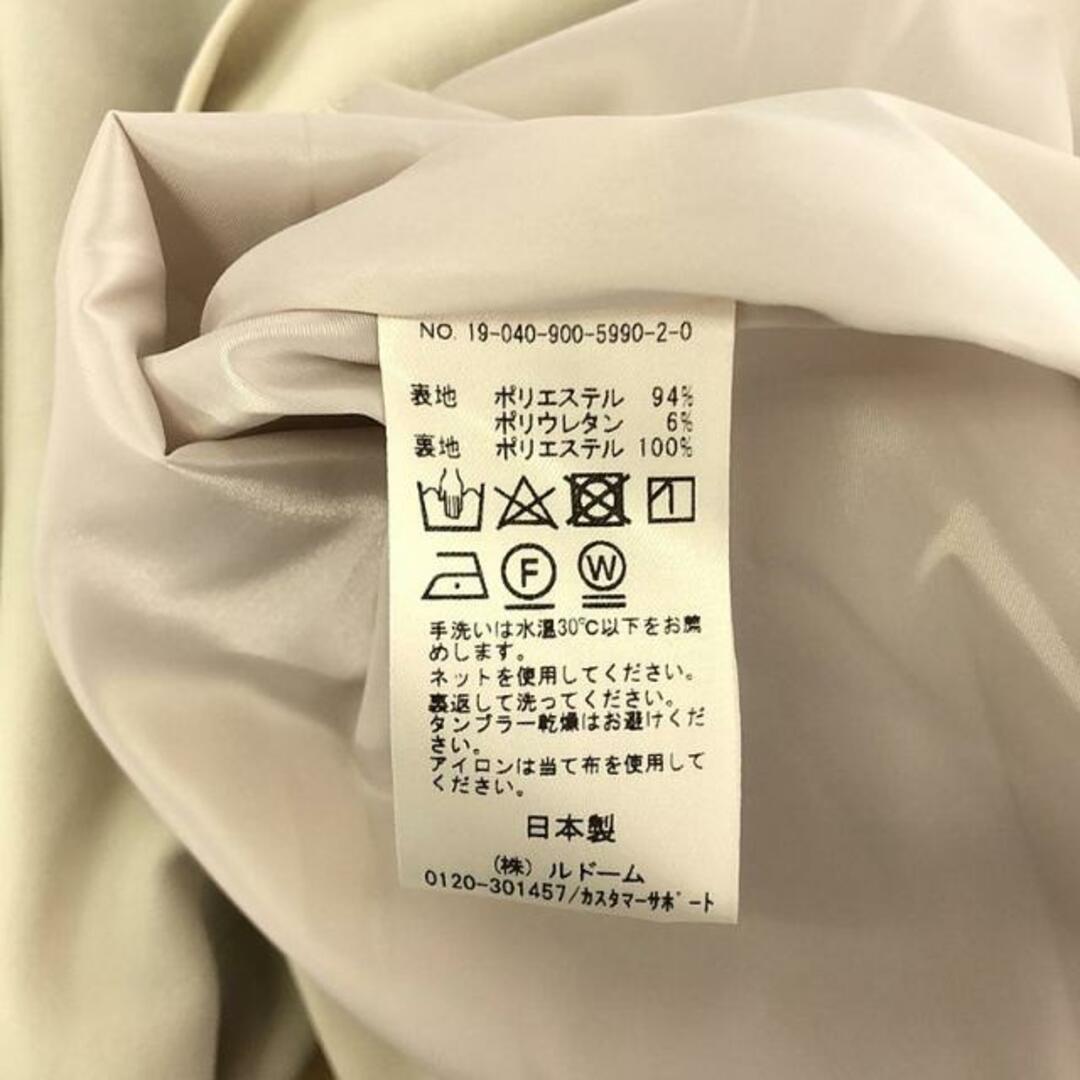 NO. 19-040-900-5990-2-0
表地 ポリエステル 94%
ポリウレタン 6%
裏地 ポリエステル 100%
F W
手洗いは水温30℃以下をお薦
めします。
ネットを使用してください。
裏返して洗ってください。
タンブラー乾燥はお避けくだ
さい。
アイロンは当て布を使用して
ください。
日本製
(株) ルドーム
0120-301457/カスタマーサポート